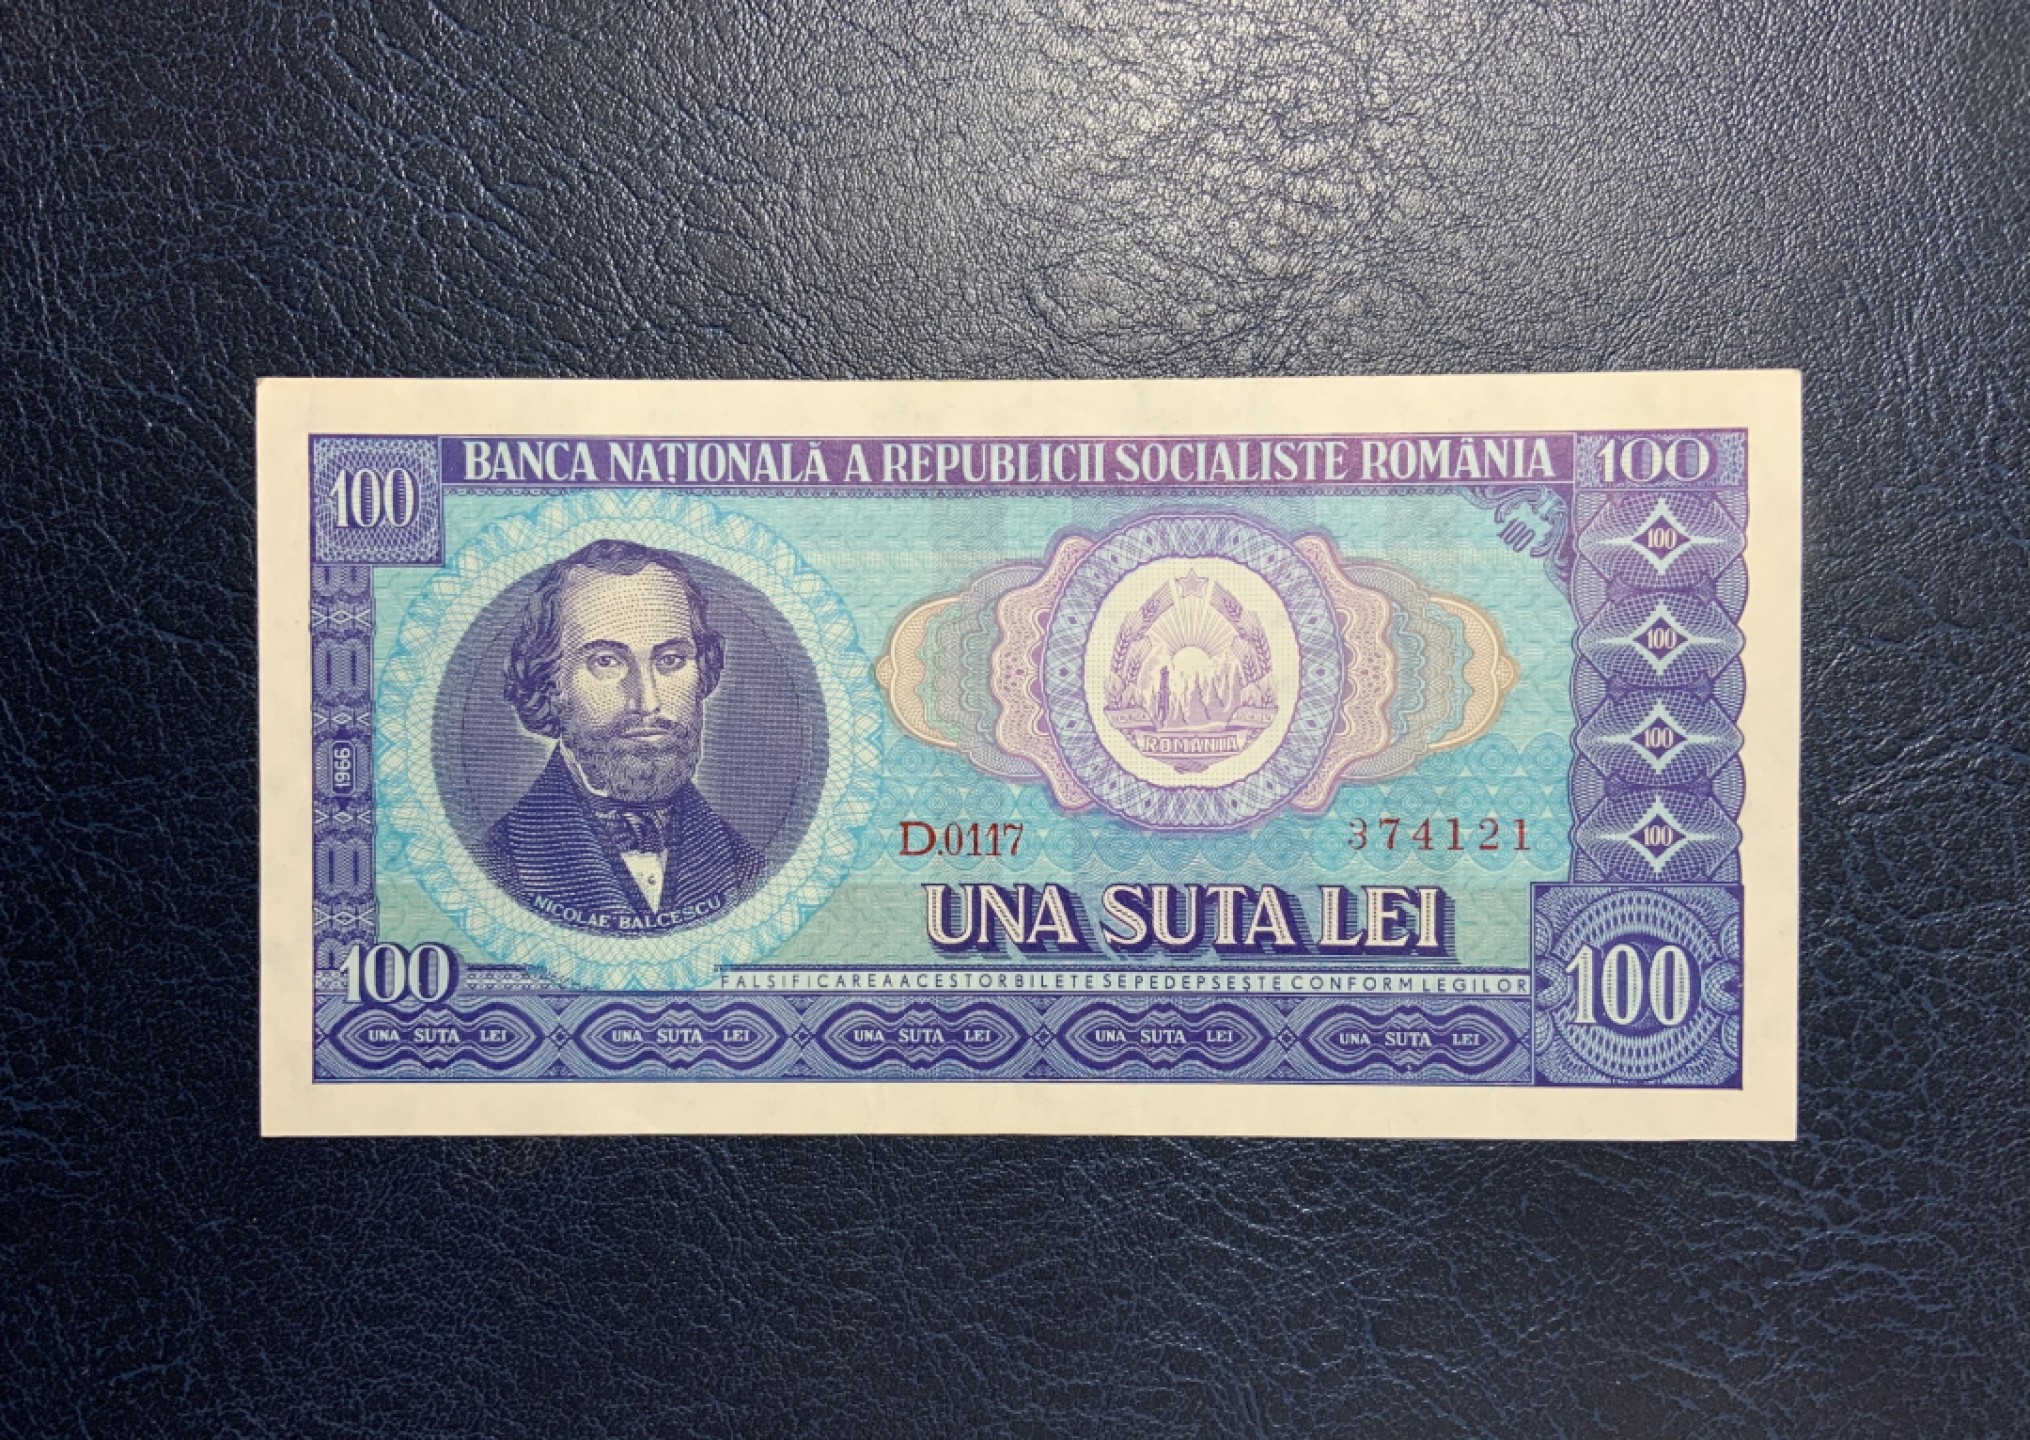 100 BANCA NAȚIONALĂ A REPUBLICII SOCIALISTE ROMÂNIA 100
100
100
100
100
100
1966
ROMÂNIA
D.0117 374121
NICOLAE BALCESCU
UNA SUTA LEI
FALSIFICAREA ACESTOR BILETE SE PEDEPSEȘTE CONFORM LEGILOR
100 100
UNA SUTA LEI UNA SUTA LEI UNA SUTA LEI UNA SUTA LEI UNA SUTA LEI